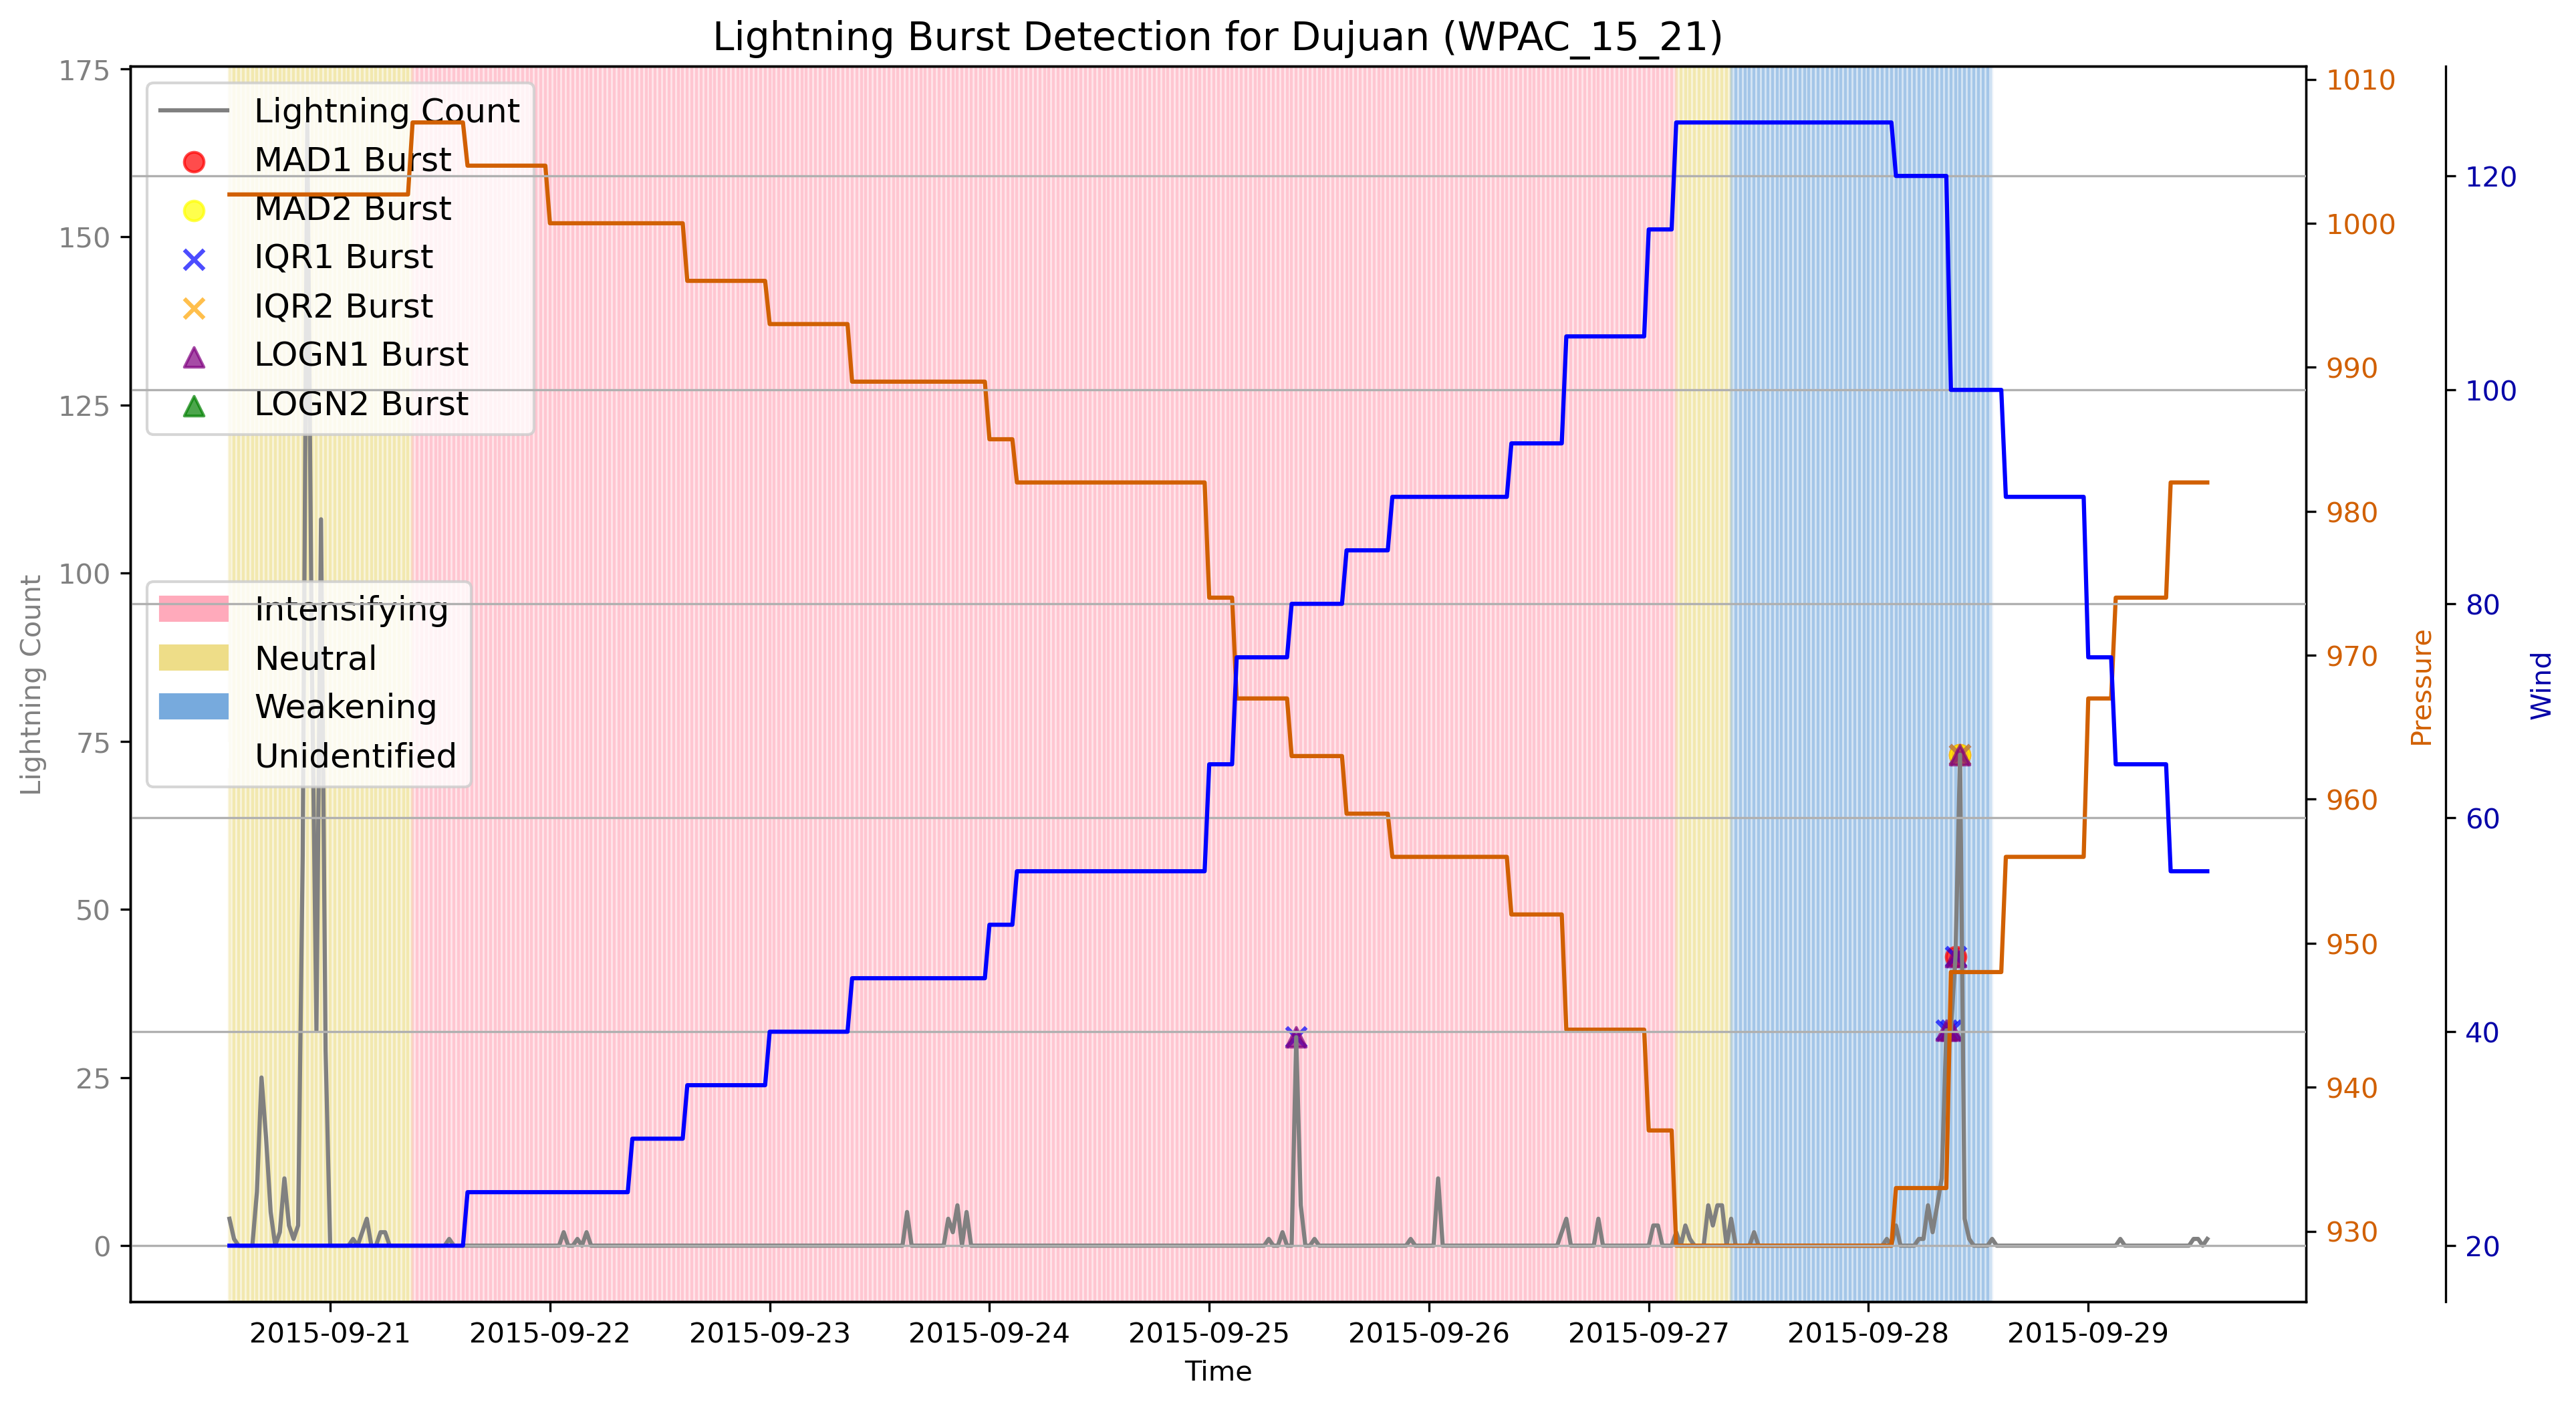 Lightning Burst Detection for Dujuan (WPAC_15_21)
Lightning Count
MAD1 Burst
MAD2 Burst
IQR1 Burst
IQR2 Burst
LOGN1 Burst
LOGN2 Burst
Intensifying
Neutral
Weakening
Unidentified
Lightning Count
175
150
125
100
75
50
25
0
1010
1000
990
980
970
960
950
940
930
Pressure
120
100
80
60
40
20
Wind
2015-09-21 2015-09-22 2015-09-23 2015-09-24 2015-09-25 2015-09-26 2015-09-27 2015-09-28 2015-09-29
Time